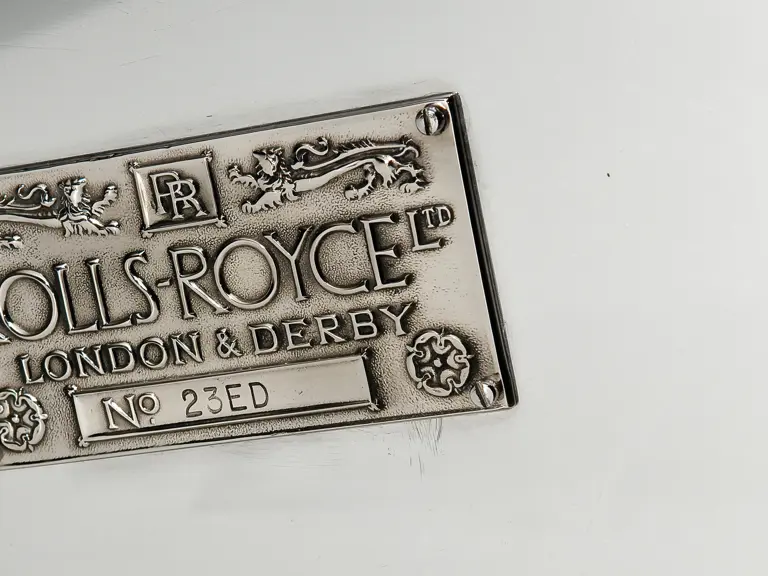 RR
OLLS-ROYCE LTD
LONDON & DERBY
No 23ED